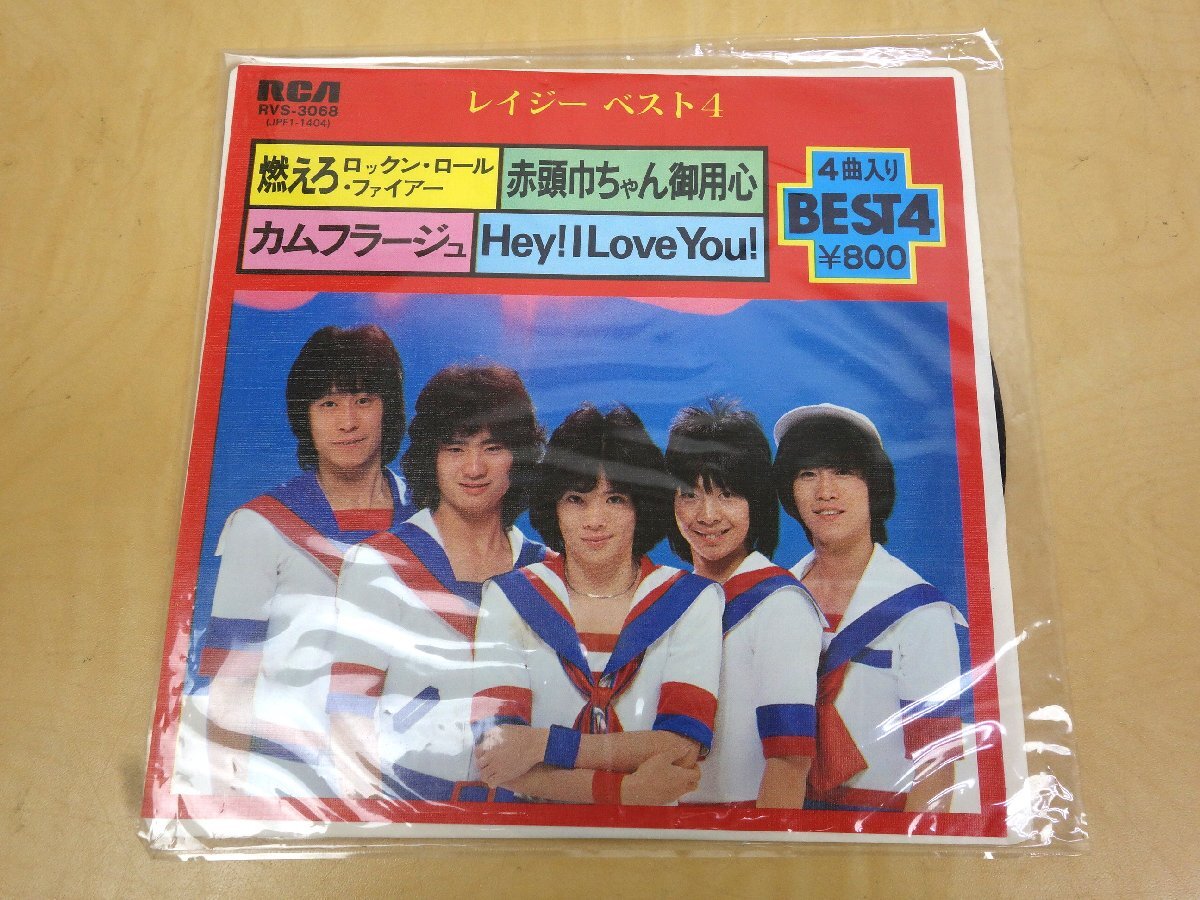 RCA
RVS-3068
(JPF1-1404)
レイジー ベスト4
燃えろ ロックン・ロール
・ファイアー
赤頭巾ちゃん御用心
カムフラージュ
Hey! I Love You!
4曲入り
BEST4
¥800